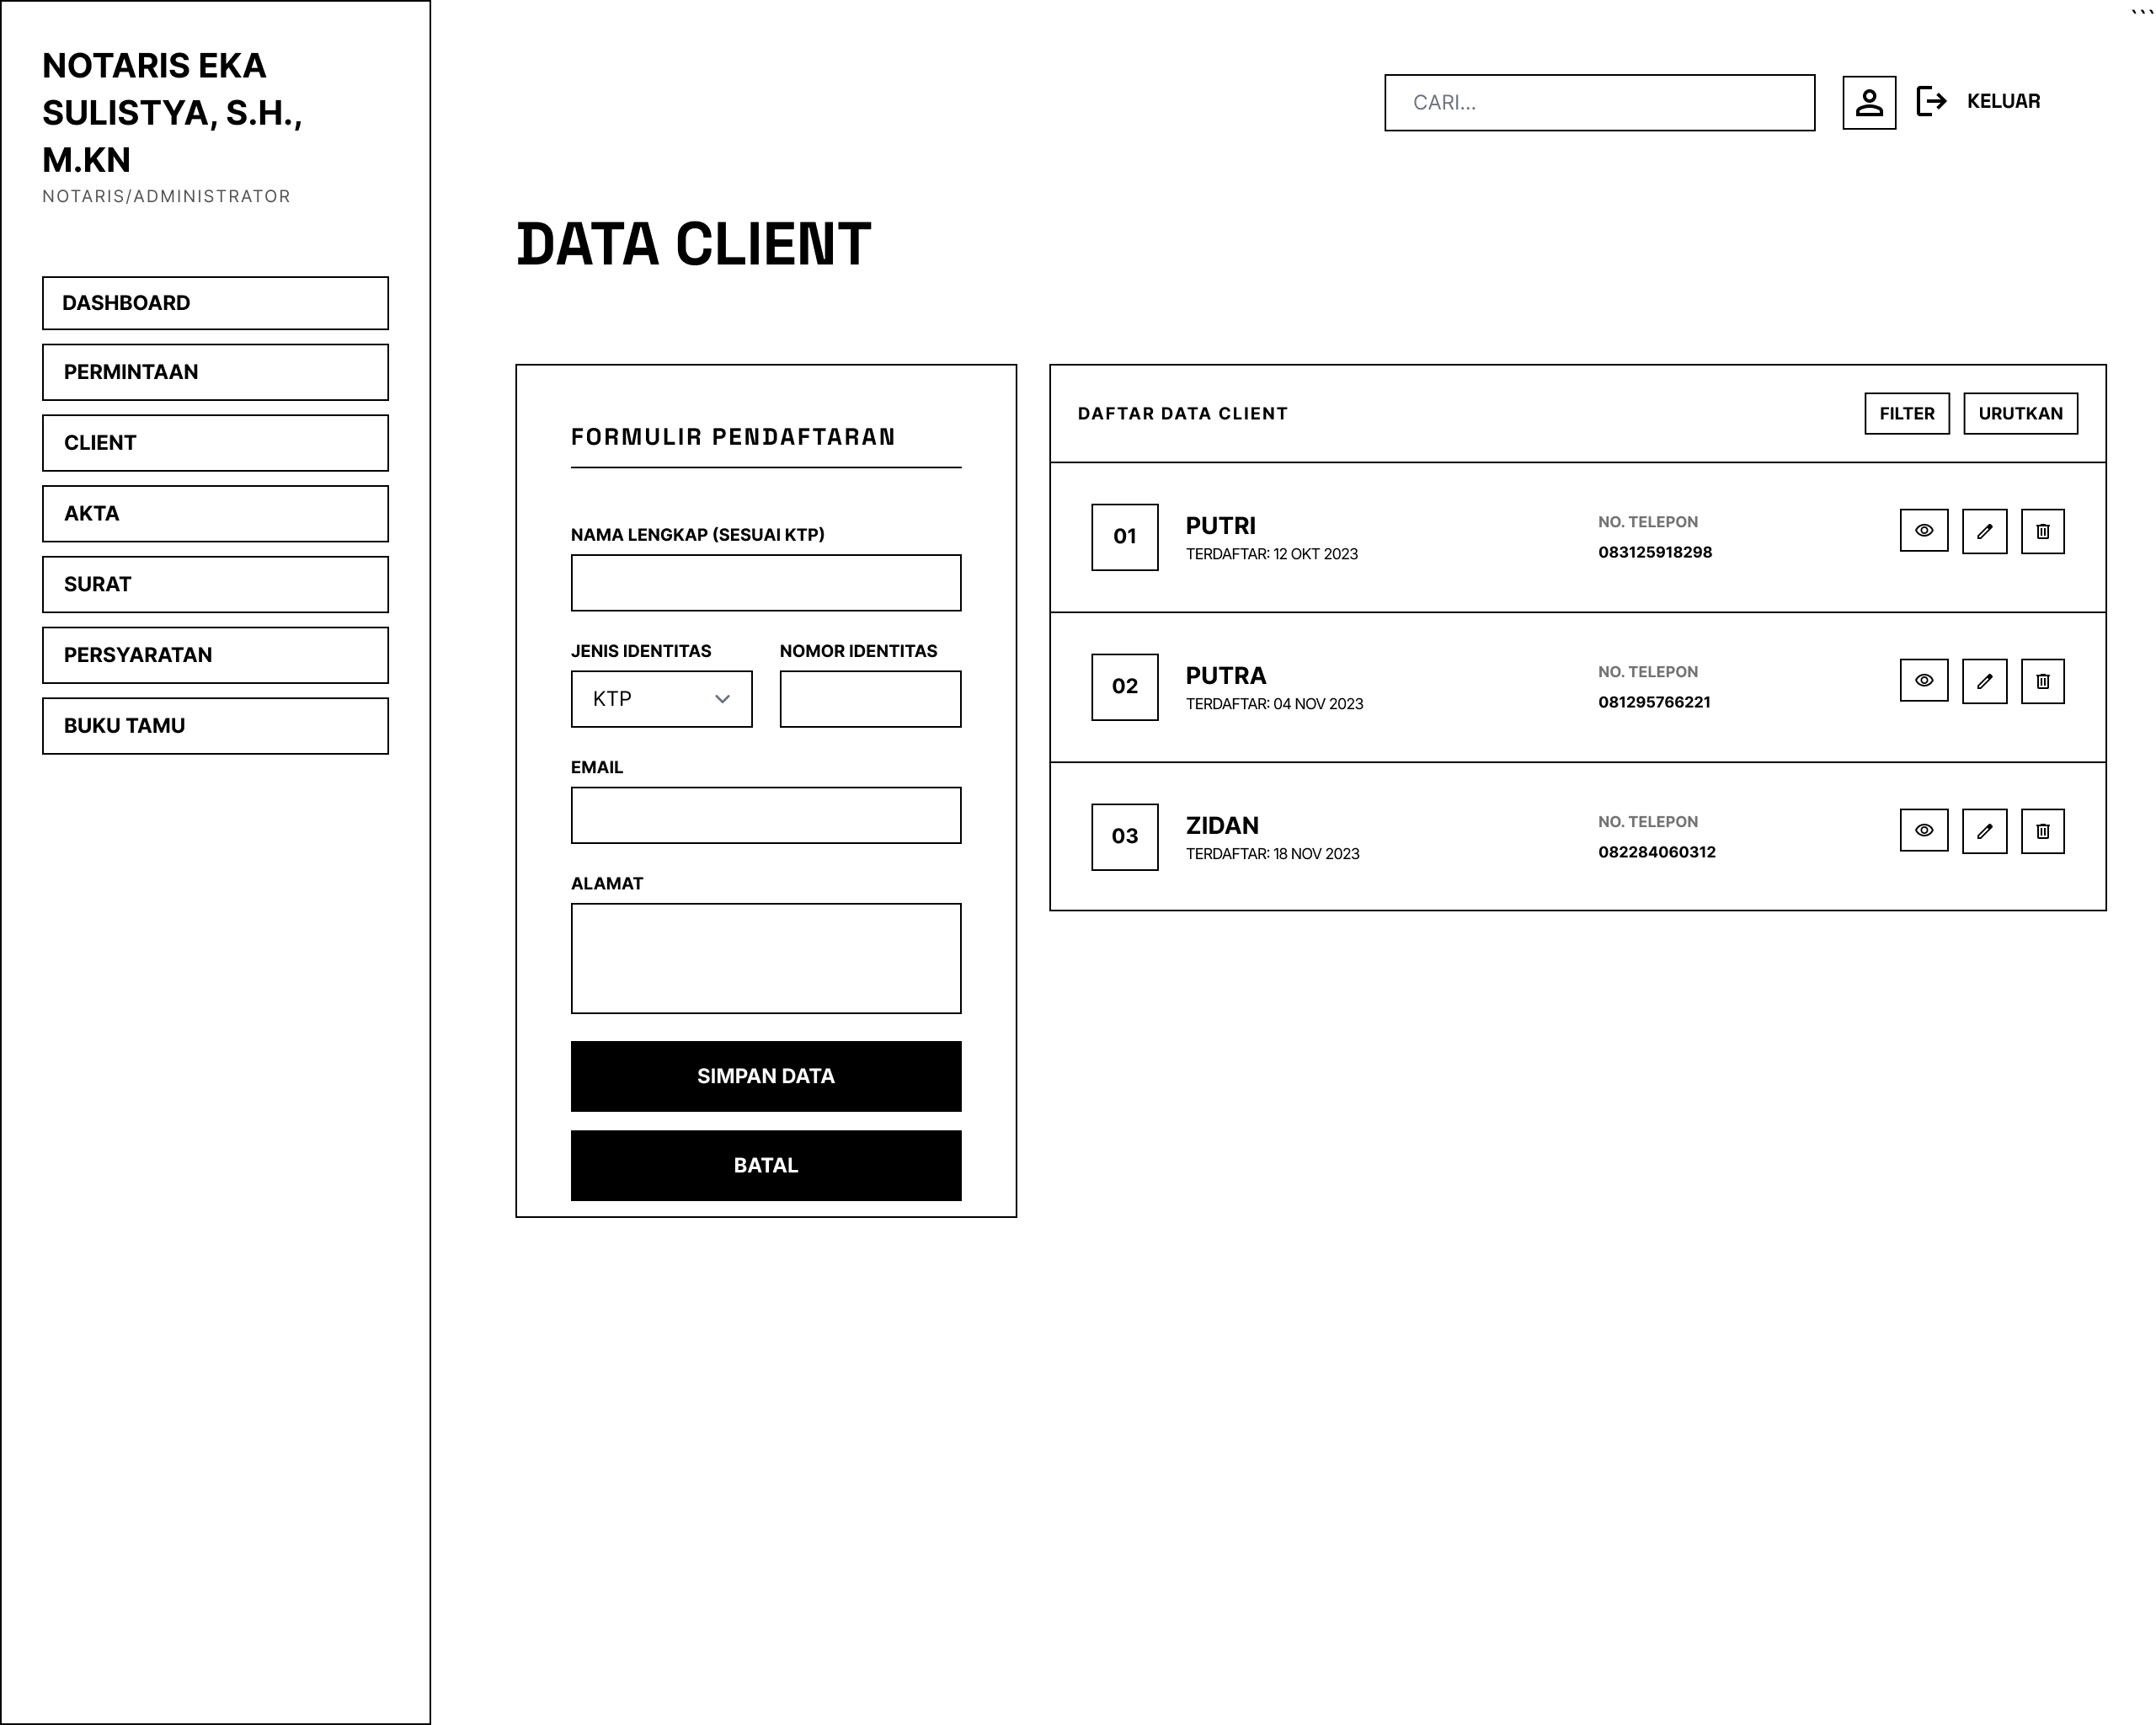 ```
NOTARIS EKA
SULISTYA, S.H.,
M.KN
NOTARIS/ADMINISTRATOR
DASHBOARD
PERMINTAAN
CLIENT
AKTA
SURAT
PERSYARATAN
BUKU TAMU
CARI...
KELUAR
DATA CLIENT
FORMULIR PENDAFTARAN
NAMA LENGKAP (SESUAI KTP)
JENIS IDENTITAS
NOMOR IDENTITAS
KTP
EMAIL
ALAMAT
SIMPAN DATA
BATAL
DAFTAR DATA CLIENT
FILTER
URUTKAN
01
PUTRI
TERDAFTAR: 12 OKT 2023
NO. TELEPON
083125918298
02
PUTRA
TERDAFTAR: 04 NOV 2023
NO. TELEPON
081295766221
03
ZIDAN
TERDAFTAR: 18 NOV 2023
NO. TELEPON
082284060312